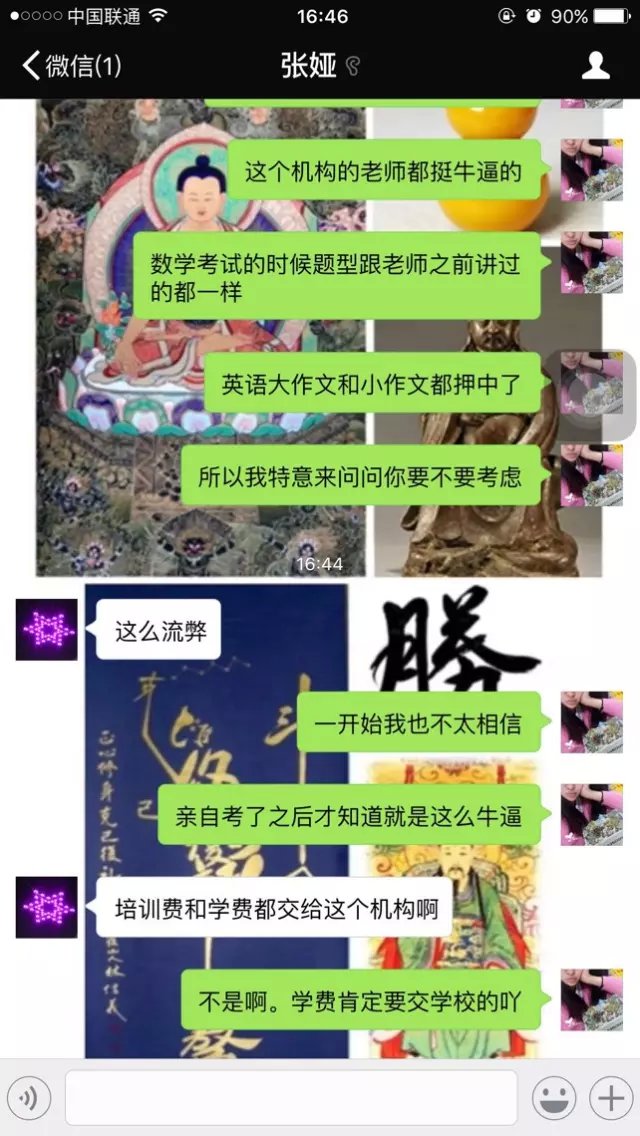 中国联通
16:46
90%
微信(1)
张娅
这个机构的老师都挺牛逼的
数学考试的时候题型跟老师之前讲过
的都一样
英语大作文和小作文都押中了
所以我特意来问问你要不要考虑
16:44
这么流弊
勝
一开始我也不太相信
亲自考了之后才知道就是这么牛逼
培训费和学费都交给这个机构啊
不是啊。学费肯定要交学校的吖